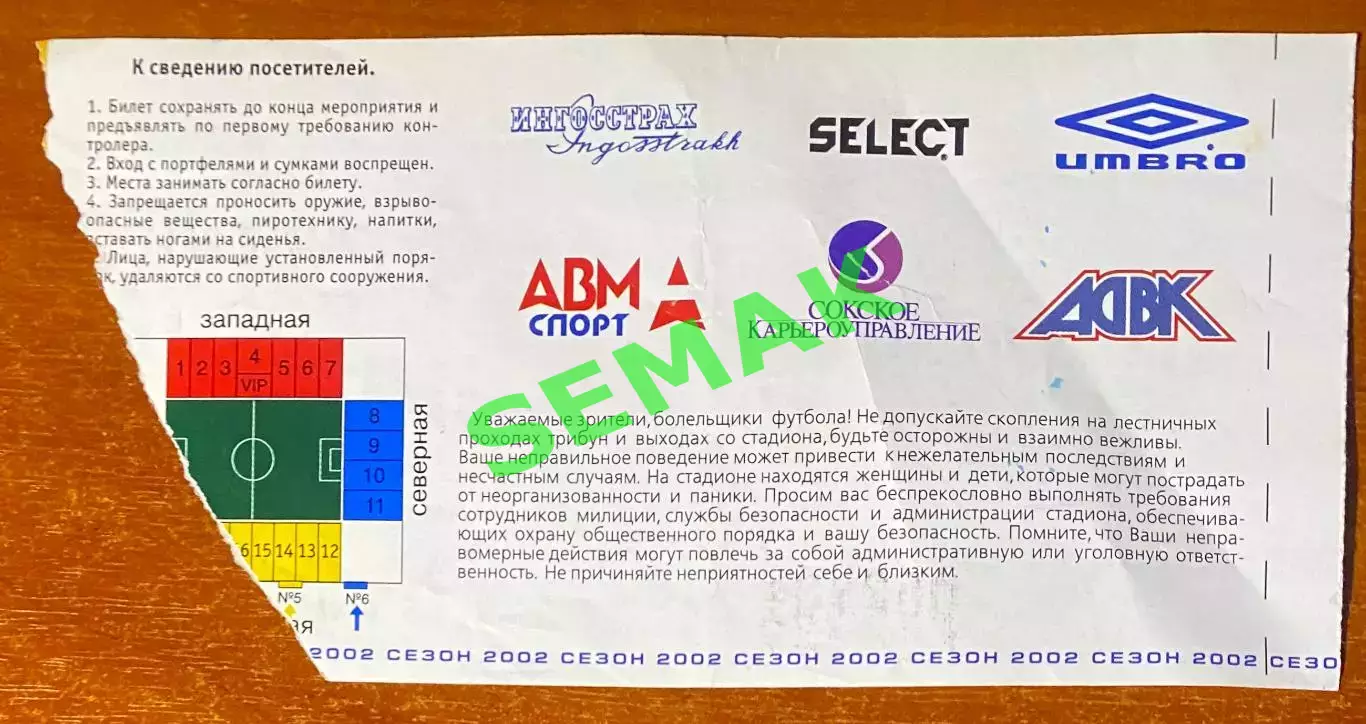 К сведению посетителей.
1. Билет сохранять до конца мероприятия и
предъявлять по первому требованию кон-
тролера.
2. Вход с портфелями и сумками воспрещен.
3. Места занимать согласно билету.
4. Запрещается проносить оружие, взрыво-
опасные вещества, пиротехнику, напитки,
вставать ногами на сиденья.
Лица, нарушающие установленный поря-
к, удаляются со спортивного сооружения.
ИНГОССТРАХ
Ingosstrakh
SELECT
UMBRO
АВМ
СПОРТ
СОКСКОЕ
КАРЬЕРОУПРАВЛЕНИЕ
АДВК
SEMAK
западная
1 2 3 4 5 6 7
VIP
8
9
10
11
северная
6 15 14 13 12
№5
№6
ая
Уважаемые зрители, болельщики футбола! Не допускайте скопления на лестничных
проходах трибун и выходах со стадиона, будьте осторожны и взаимно вежливы.
Ваше неправильное поведение может привести к нежелательным последствиям и
несчастным случаям. На стадионе находятся женщины и дети, которые могут пострадать
от неорганизованности и паники. Просим вас беспрекословно выполнять требования
сотрудников милиции, службы безопасности и администрации стадиона, обеспечива-
ющих охрану общественного порядка и вашу безопасность. Помните, что Ваши непра-
вомерные действия могут повлечь за собой административную или уголовную ответст-
венность. Не причиняйте неприятностей себе и близким.
2002 СЕЗОН 2002 СЕЗОН 2002 СЕЗОН 2002 СЕЗОН 2002 СЕЗОН 2002 СЕЗО